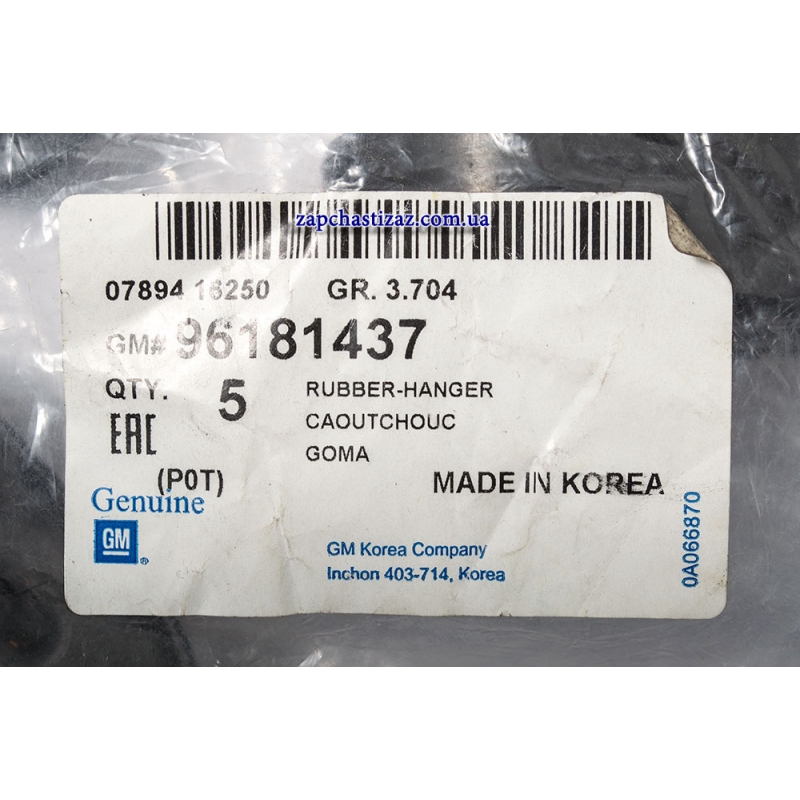 zapchastizaz.com.ua
07894 16250 GR. 3.704
GM# 96181437
QTY. 5 RUBBER-HANGER
CAOUTCHOUC
GOMA
EAC
(P0T)
MADE IN KOREA
Genuine
GM ®
GM Korea Company
Inchon 403-714, Korea
0A066870